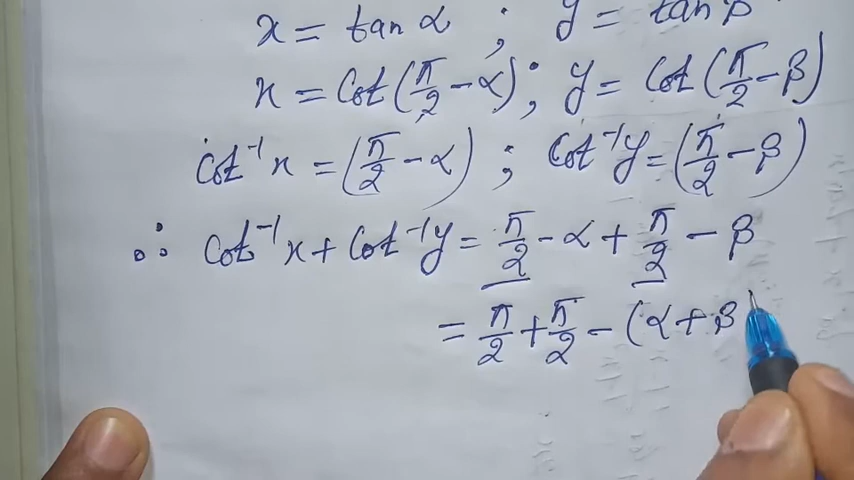 x = tan α ; y = tan β
x = Cot(π/2 - α) ; y = Cot(π/2 - β)
Cot⁻¹x = (π/2 - α) ; Cot⁻¹y = (π/2 - β)
∴ Cot⁻¹x + Cot⁻¹y = π/2 - α + π/2 - β
= π/2 + π/2 - (α + β